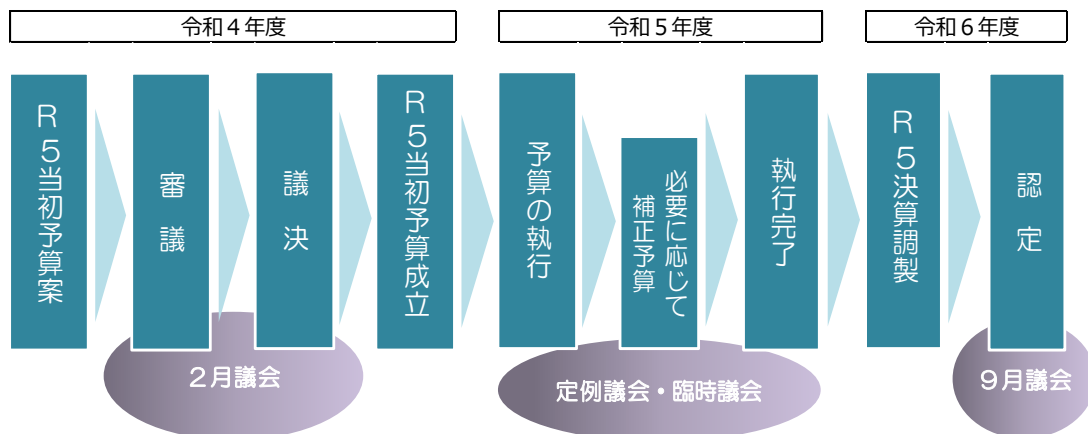 令和４年度
令和５年度
令和６年度
Ｒ５当初予算案
審議
議決
Ｒ５当初予算成立
予算の執行
必要に応じて
補正予算
執行完了
Ｒ５決算調製
認定
２月議会
定例議会・臨時議会
９月議会